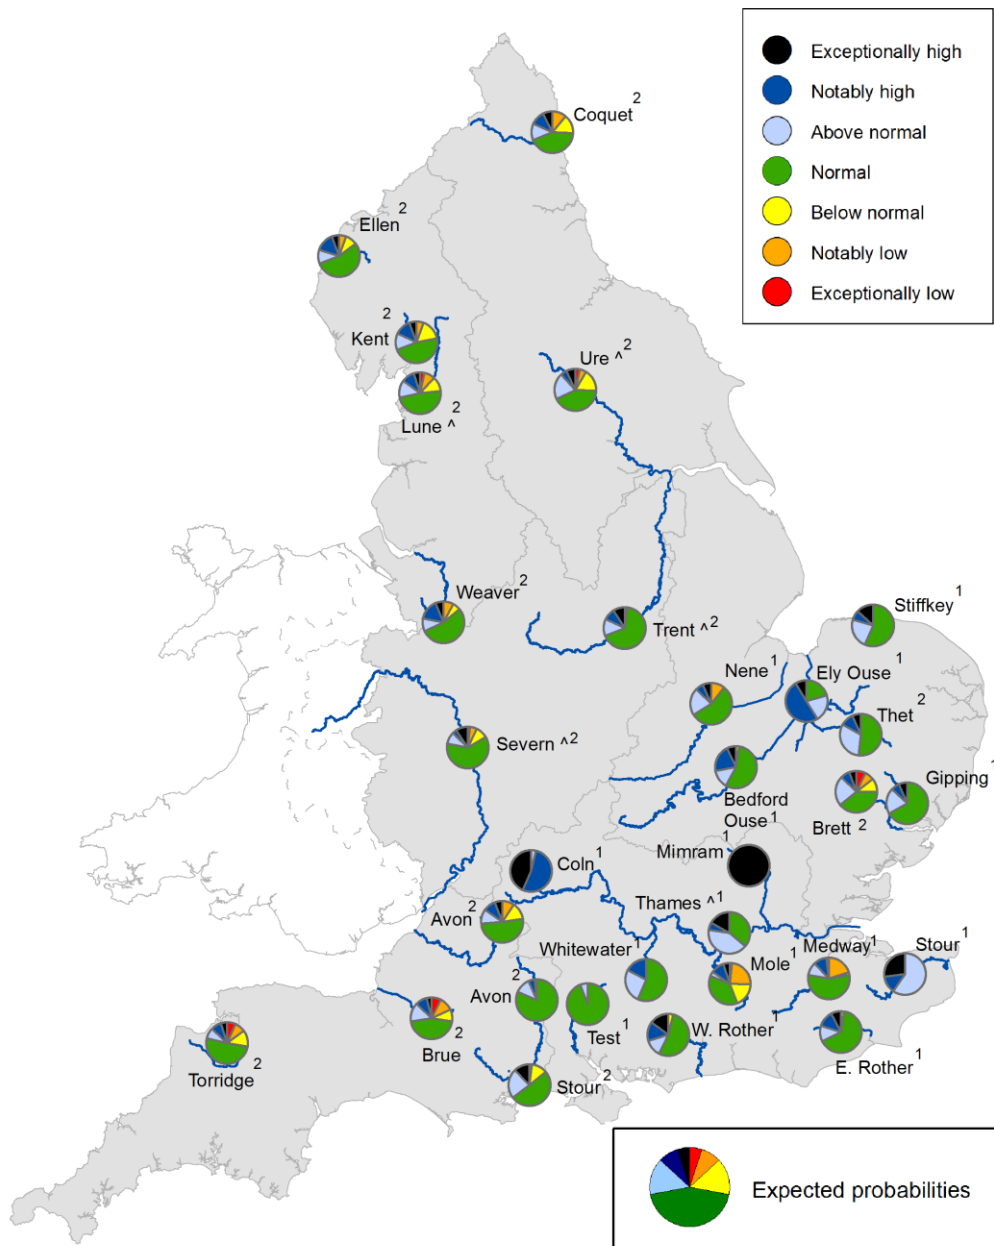 Exceptionally high
Notably high
Above normal
Normal
Below normal
Notably low
Exceptionally low
Coquet 2
Ellen 2
Kent 2
Ure ^ 2
Lune ^ 2
Weaver 2
Trent ^ 2
Stiffkey 1
Nene 1
Ely Ouse 1
Thet 2
Severn ^ 2
Gipping 1
Bedford
Ouse 1
Brett 2
Mimram 1
Coln 1
Thames ^ 1
Avon 2
Whitewater 1
Medway 1
Stour 1
Mole 1
Avon 2
Test 1
W. Rother 1
Brue 2
E. Rother 1
Torridge 2
Stour 2
Expected probabilities